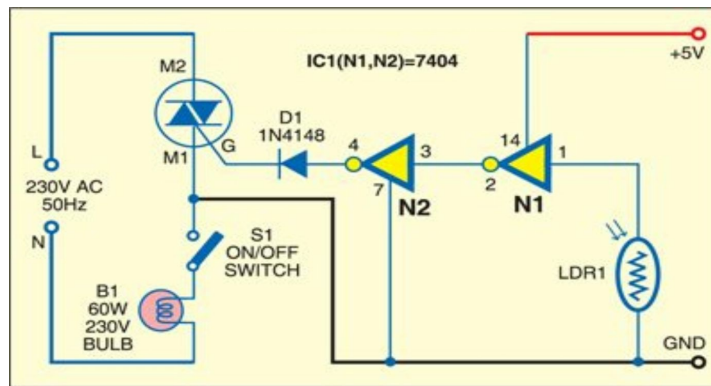 IC1(N1,N2)=7404
+5V
M2
D1
1N4148
G
M1
4
3
14
1
2
7
N2
N1
L
230V AC
50Hz
N
S1
ON/OFF
SWITCH
B1
60W
230V
BULB
LDR1
GND